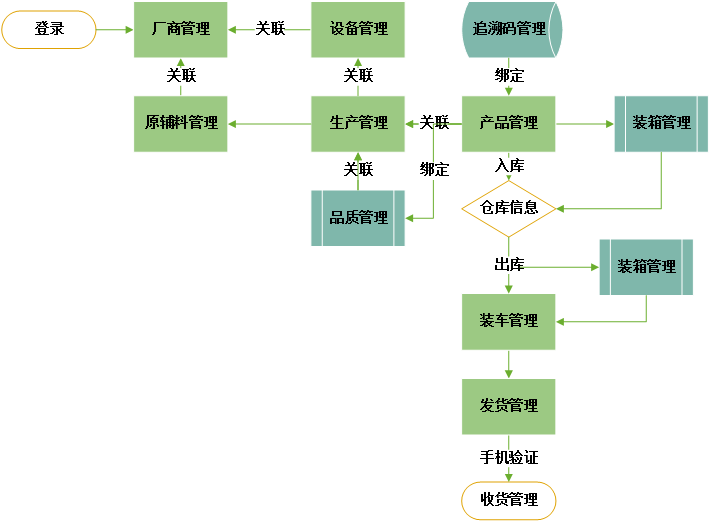 登录
厂商管理
关联
设备管理
追溯码管理
关联
关联
绑定
原辅料管理
生产管理
关联
产品管理
装箱管理
关联
绑定
入库
品质管理
仓库信息
出库
装箱管理
装车管理
发货管理
手机验证
收货管理